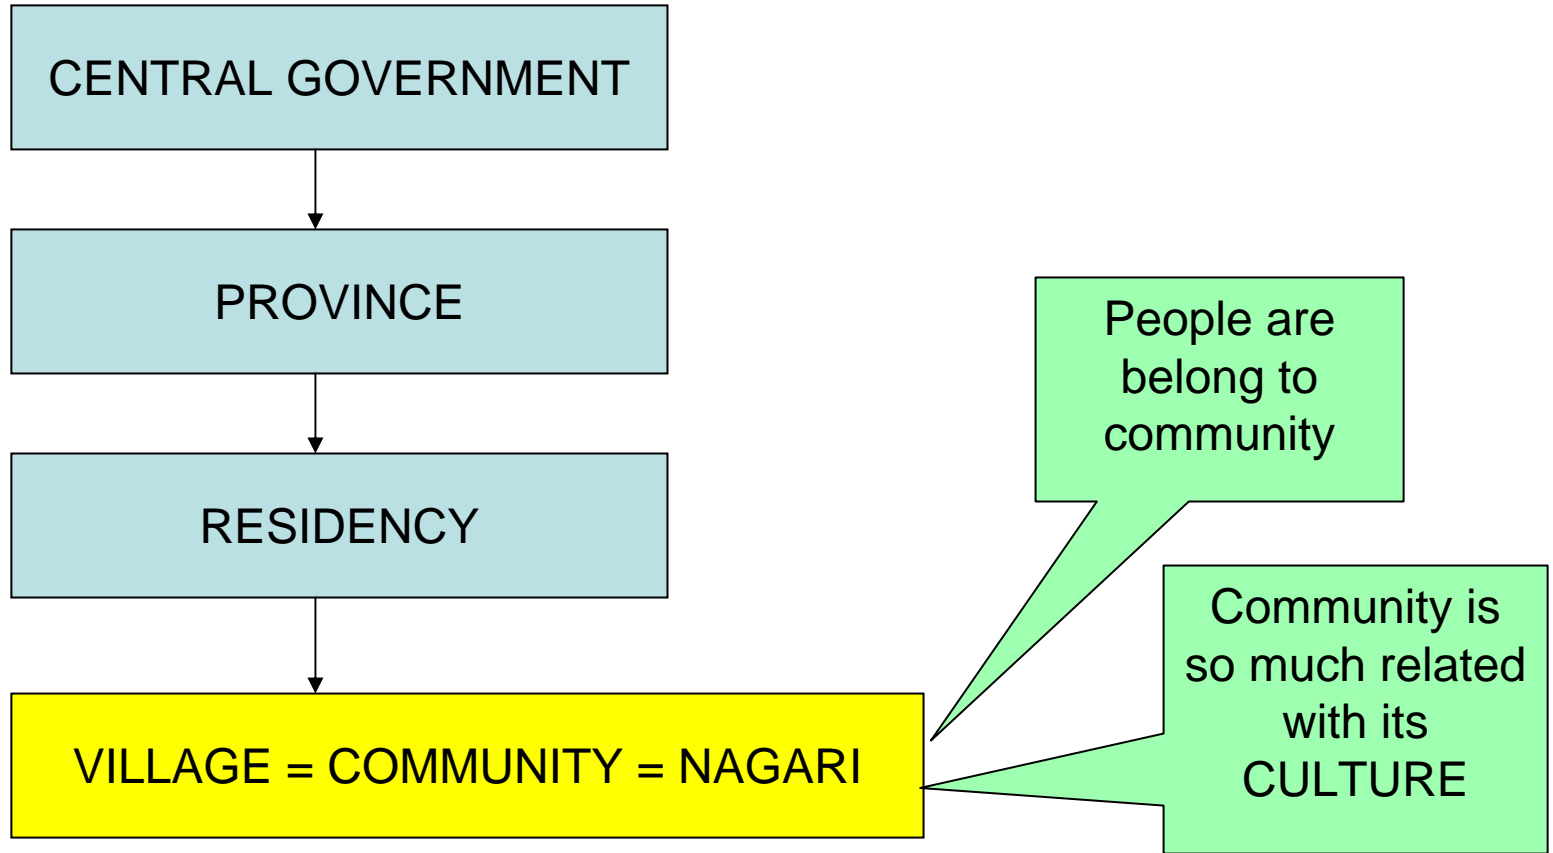 CENTRAL GOVERNMENT
PROVINCE
RESIDENCY
VILLAGE = COMMUNITY = NAGARI
People are
belong to
community
Community is
so much related
with its
CULTURE